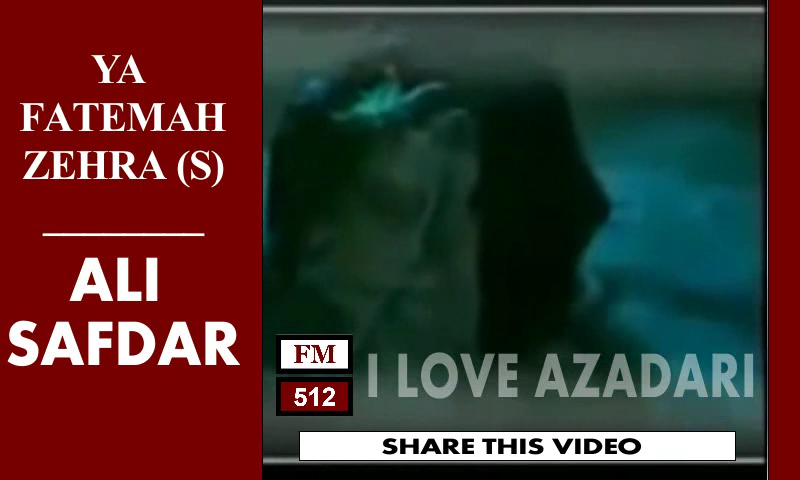 YA
FATEMAH
ZEHRA (S)
ALI
SAFDAR
FM
512
I LOVE AZADARI
SHARE THIS VIDEO